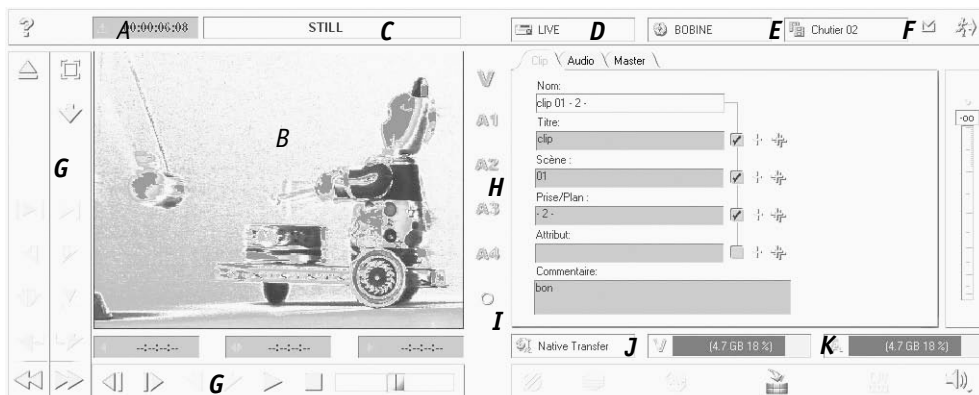 ? A 00:00:06:08 STILL C LIVE D BOBINE E Chutier 02 F
Clip Audio Master
V
A1
A2
H
A3
A4
I
G
B
Nom:
clip 01 - 2 -
Titre:
clip
Scène :
01
Prise/Plan :
- 2 -
Attribut:
Commentaire:
bon
-oo
--:--:--:-- --:--:--:-- --:--:--:--
Native Transfer J V (4.7 GB 18 %) K (4.7 GB 18 %)
G